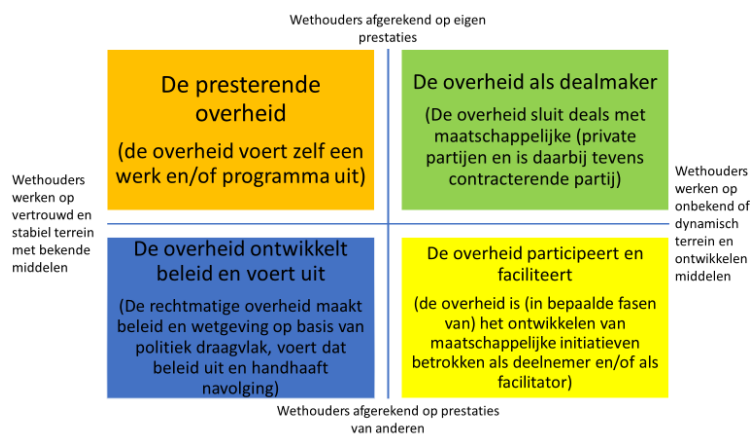 Wethouders afgerekend op eigen
prestaties
De presterende
overheid
(de overheid voert zelf een
werk en/of programma uit)
De overheid als dealmaker
(De overheid sluit deals met
maatschappelijke (private
partijen en is daarbij tevens
contracterende partij)
Wethouders
werken op
vertrouwd en
stabiel terrein
met bekende
middelen
Wethouders
werken op
onbekend of
dynamisch
terrein en
ontwikkelen
middelen
De overheid ontwikkelt
beleid en voert uit
(De rechtmatige overheid maakt
beleid en wetgeving op basis van
politiek draagvlak, voert dat
beleid uit en handhaaft
navolging)
De overheid participeert en
faciliteert
(de overheid is (in bepaalde fasen
van) het ontwikkelen van
maatschappelijke initiatieven
betrokken als deelnemer en/of als
facilitator)
Wethouders afgerekend op prestaties
van anderen